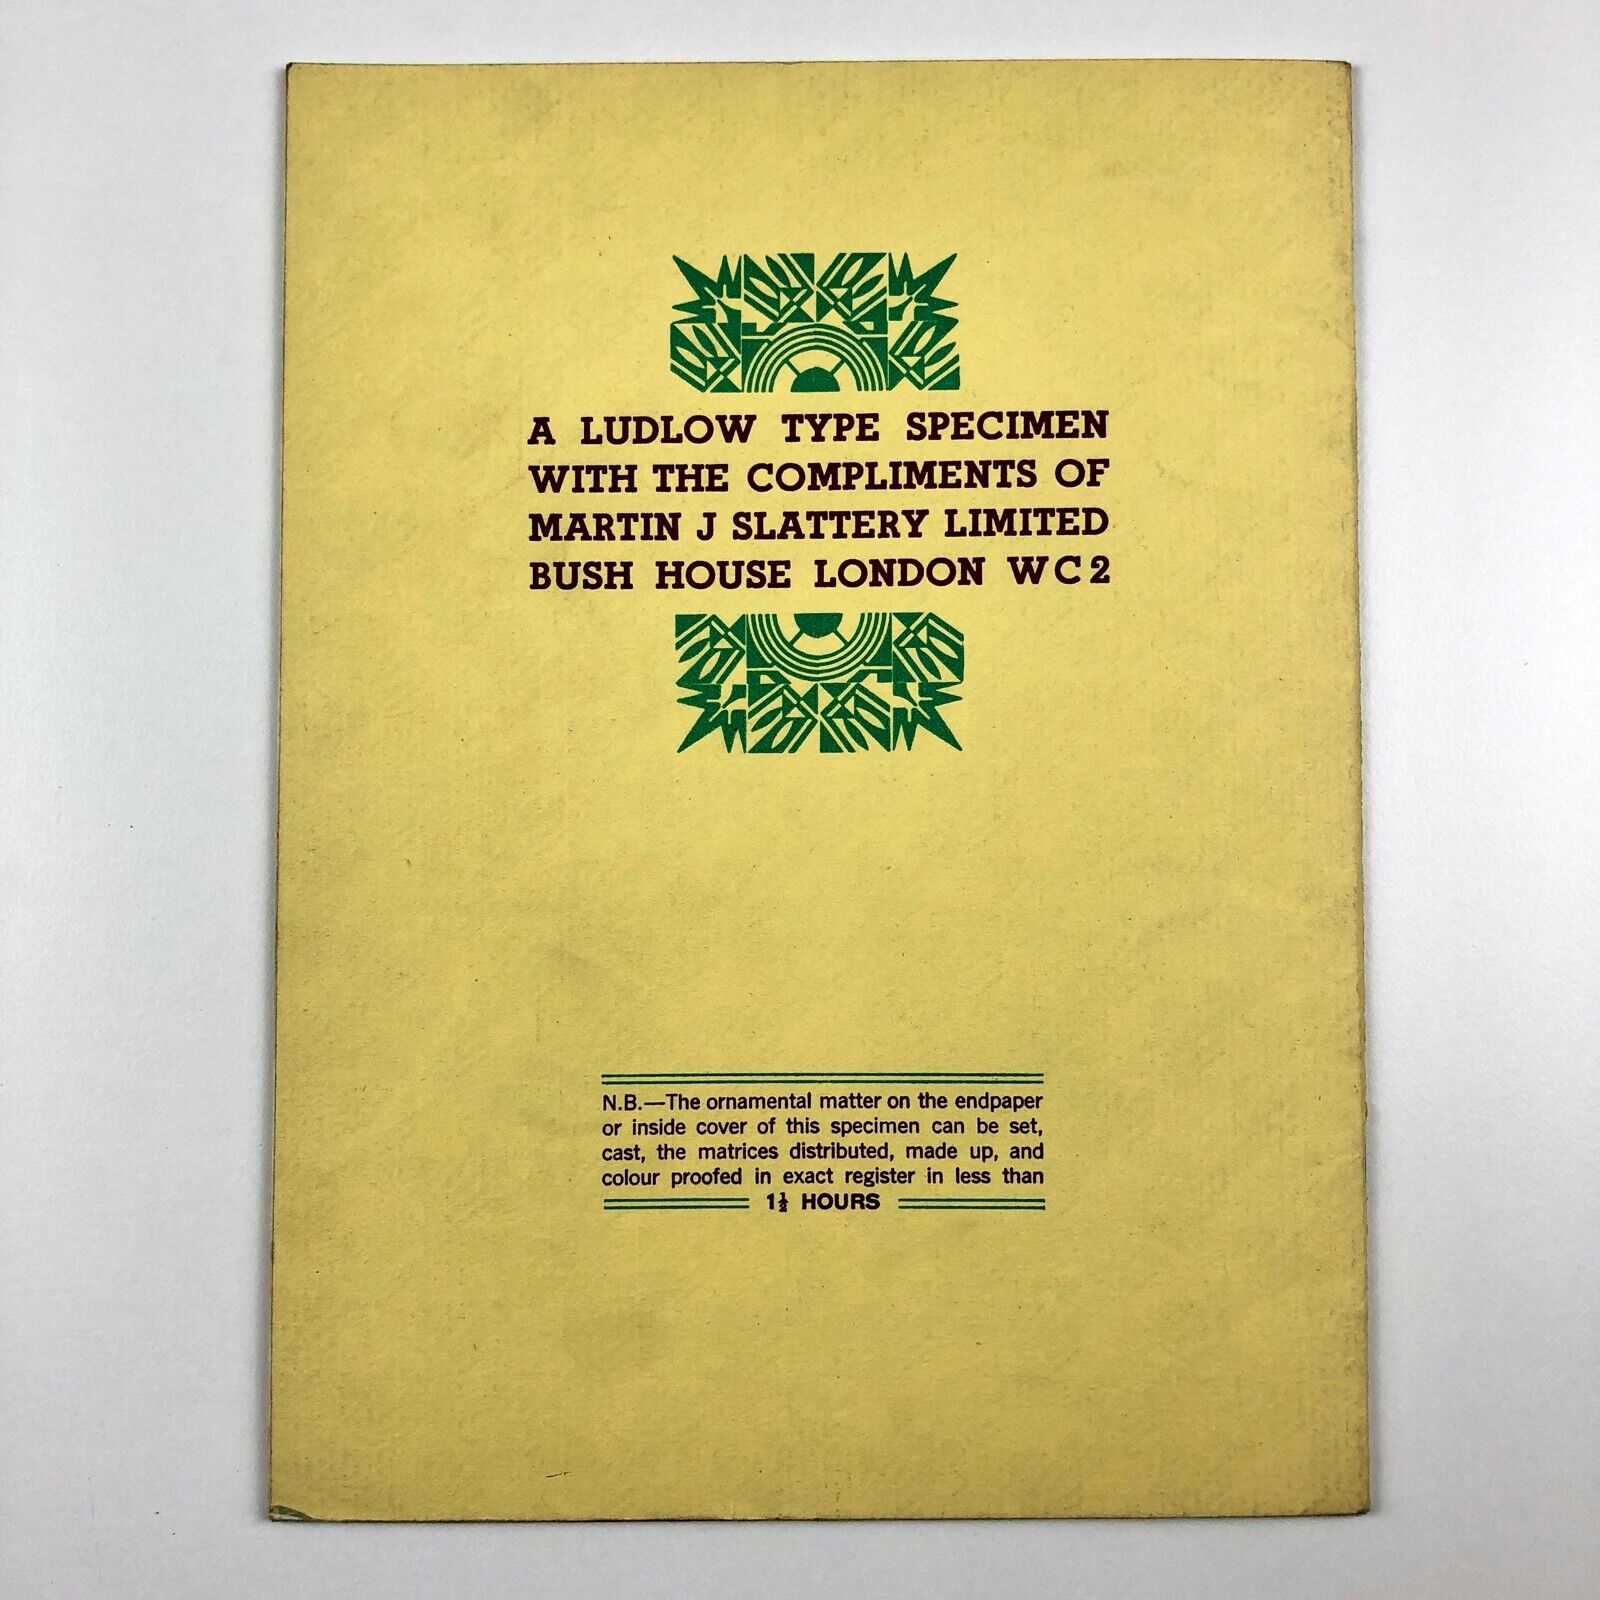 A LUDLOW TYPE SPECIMEN
WITH THE COMPLIMENTS OF
MARTIN J SLATTERY LIMITED
BUSH HOUSE LONDON WC2
N.B.—The ornamental matter on the endpaper
or inside cover of this specimen can be set,
cast, the matrices distributed, made up, and
colour proofed in exact register in less than
1½ HOURS